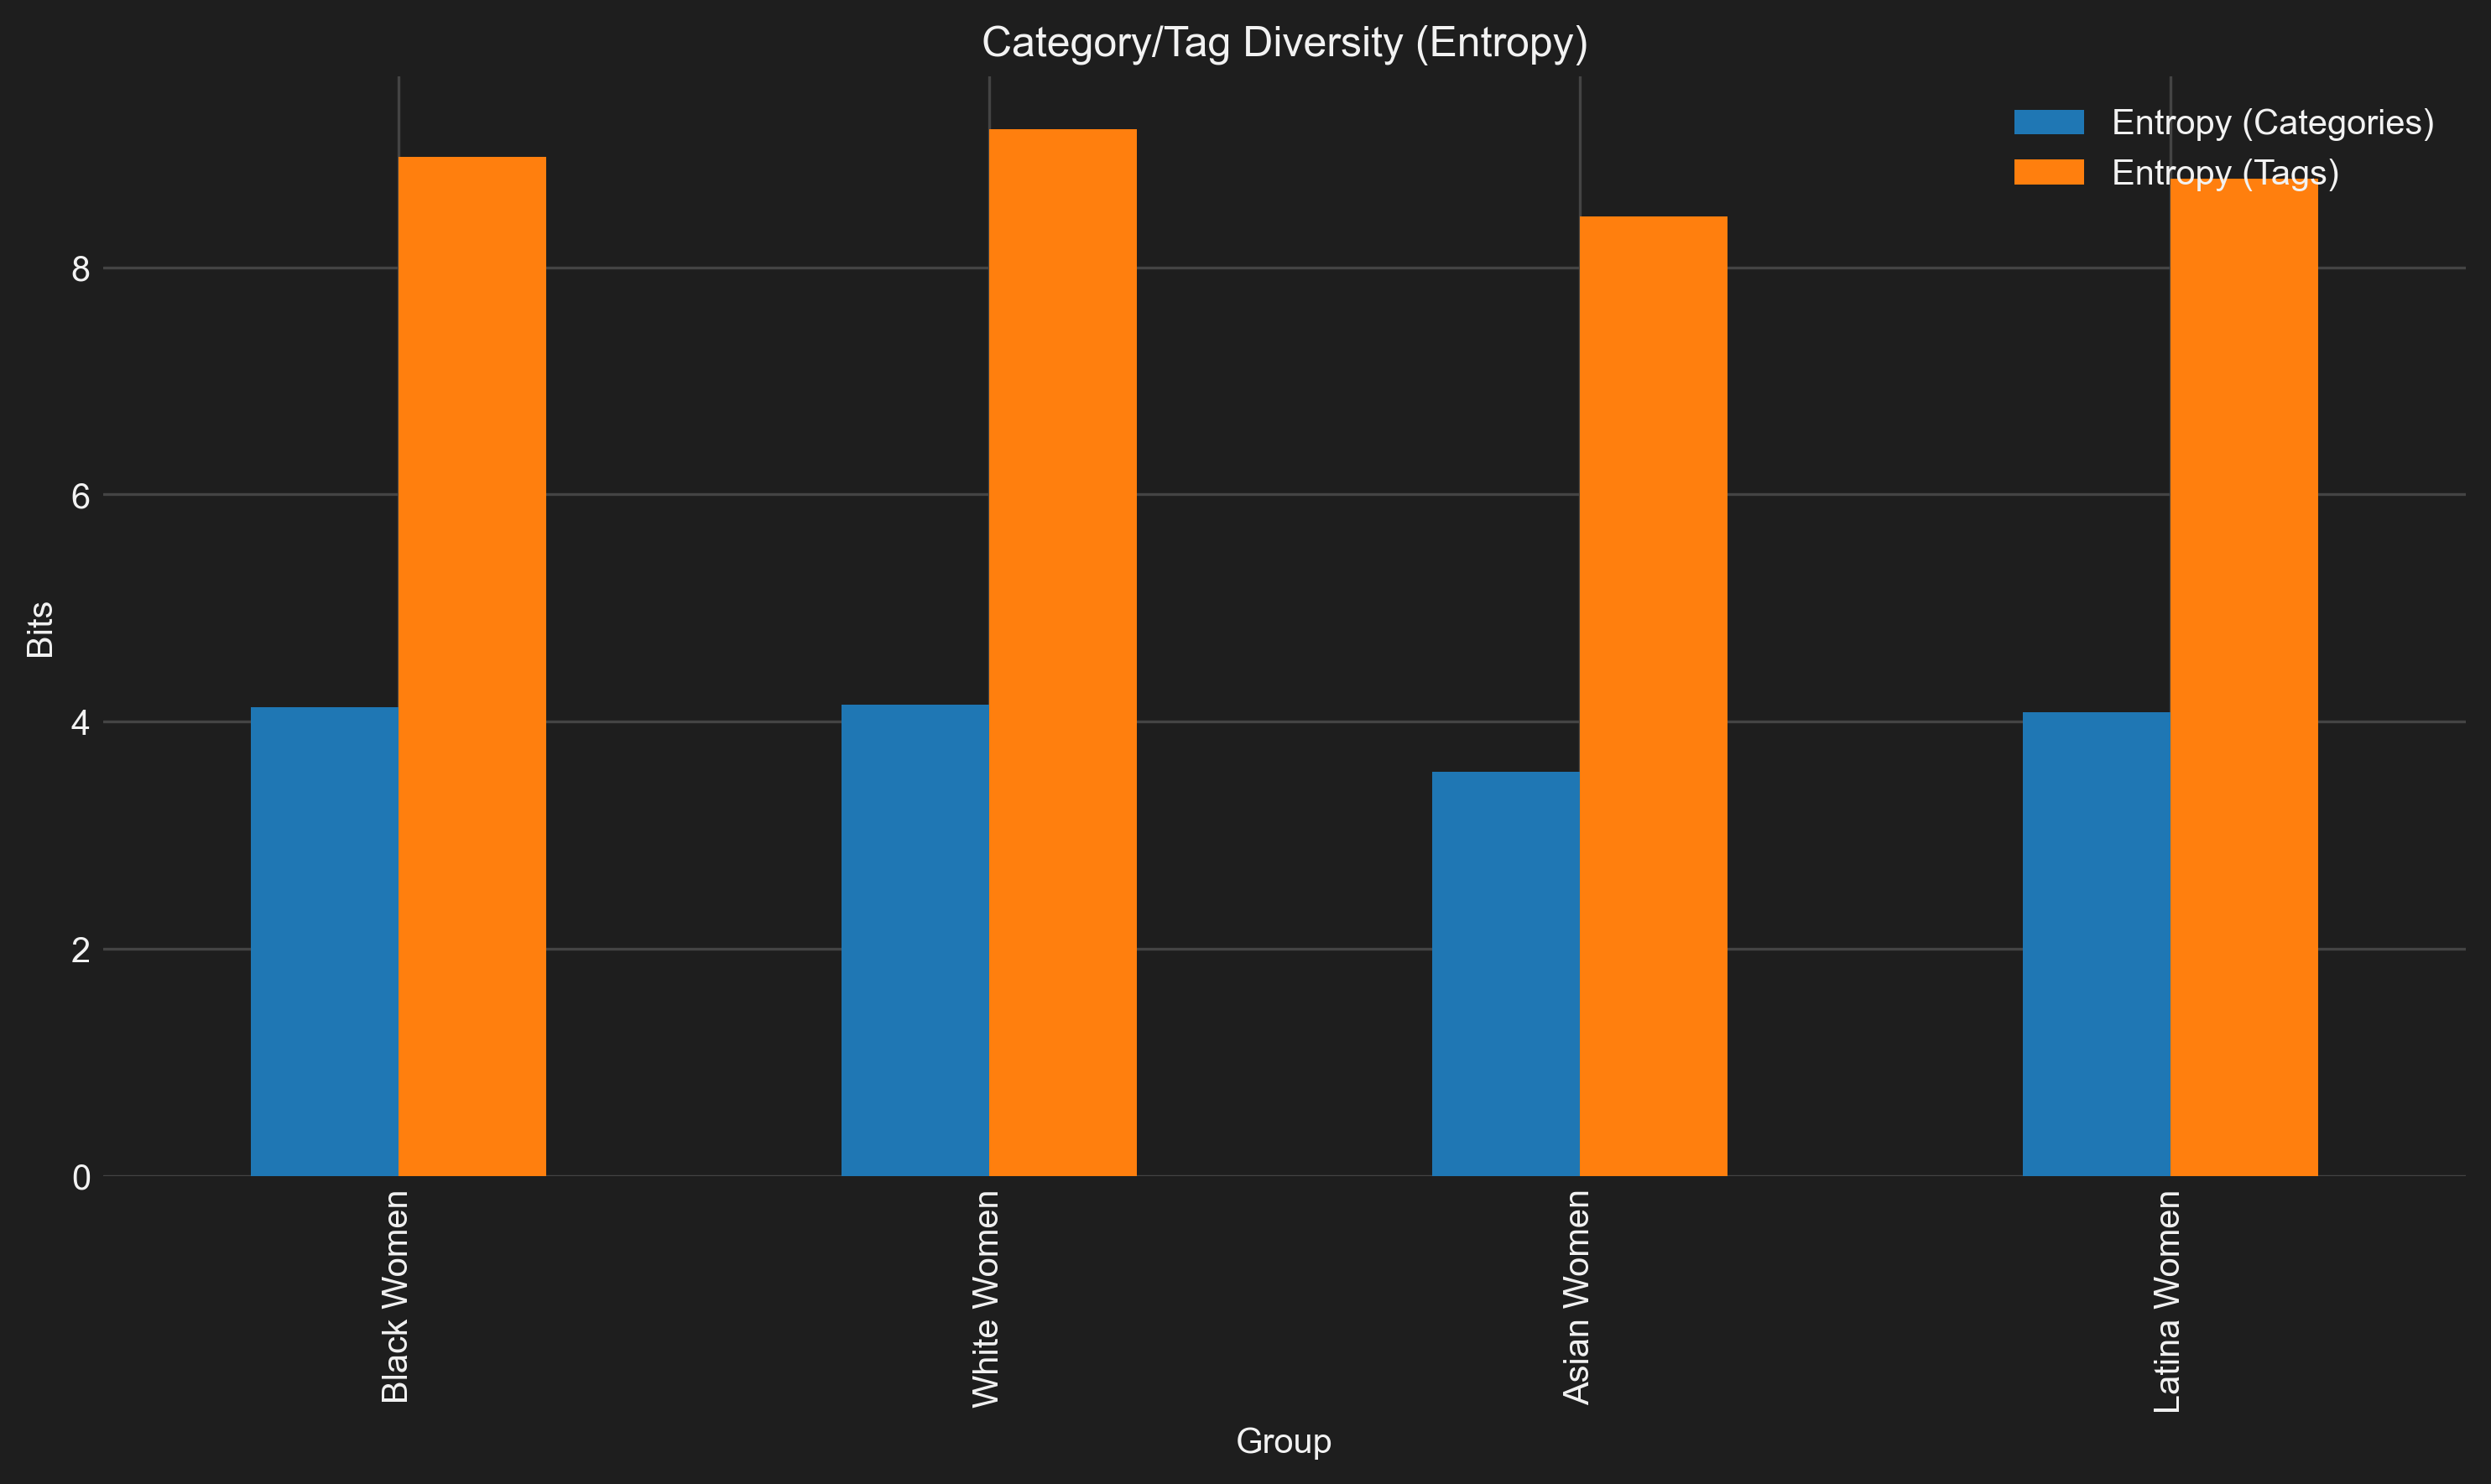 Category/Tag Diversity (Entropy)
Entropy (Categories)
Entropy (Tags)
8
6
4
2
0
Bits
Black Women
White Women
Asian Women
Latina Women
Group